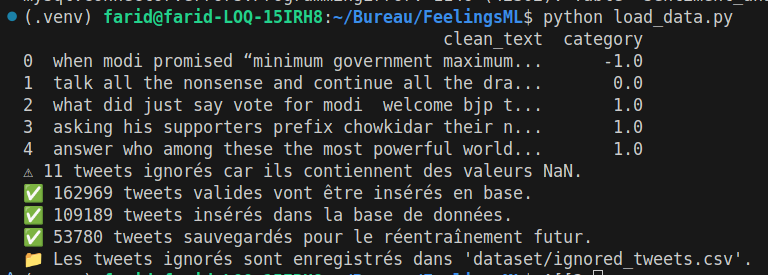 (.venv) farid@farid-LOQ-15IRH8:~/Bureau/FeelingsML$ python load_data.py
clean_text category
0 when modi promised “minimum government maximum... -1.0
1 talk all the nonsense and continue all the dra... 0.0
2 what did just say vote for modi welcome bjp t... 1.0
3 asking his supporters prefix chowkidar their n... 1.0
4 answer who among these the most powerful world... 1.0
⚠ 11 tweets ignorés car ils contiennent des valeurs NaN.
✅ 162969 tweets valides vont être insérés en base.
✅ 109189 tweets insérés dans la base de données.
✅ 53780 tweets sauvegardés pour le réentraînement futur.
📁 Les tweets ignorés sont enregistrés dans 'dataset/ignored_tweets.csv'.